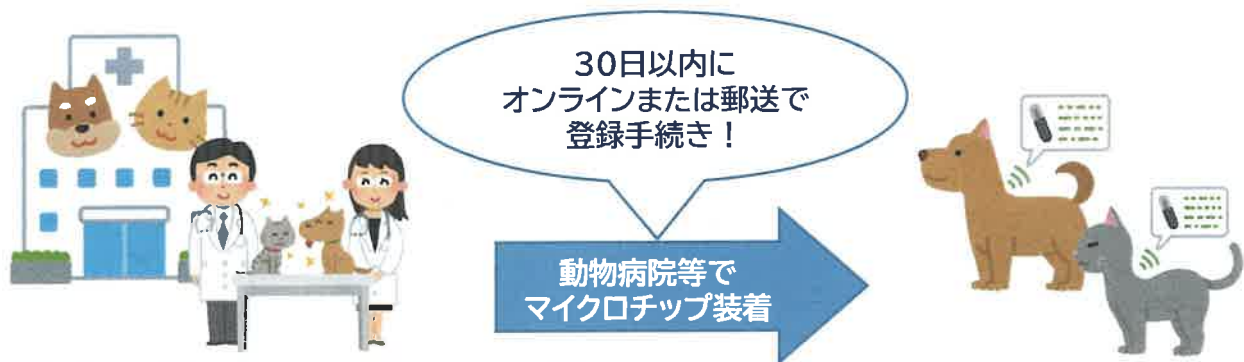 30日以内に
オンラインまたは郵送で
登録手続き！
動物病院等で
マイクロチップ装着